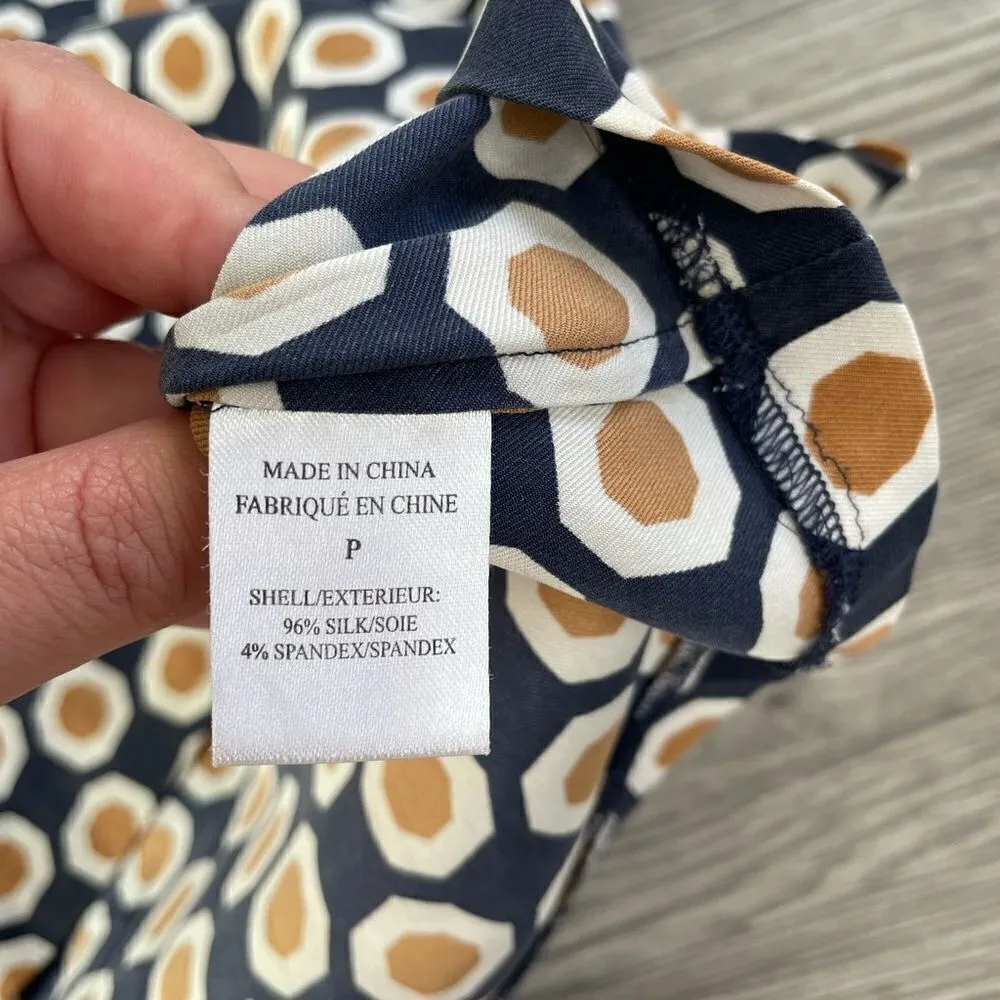 MADE IN CHINA
FABRIQUÉ EN CHINE
P
SHELL/EXTERIEUR:
96% SILK/SOIE
4% SPANDEX/SPANDEX